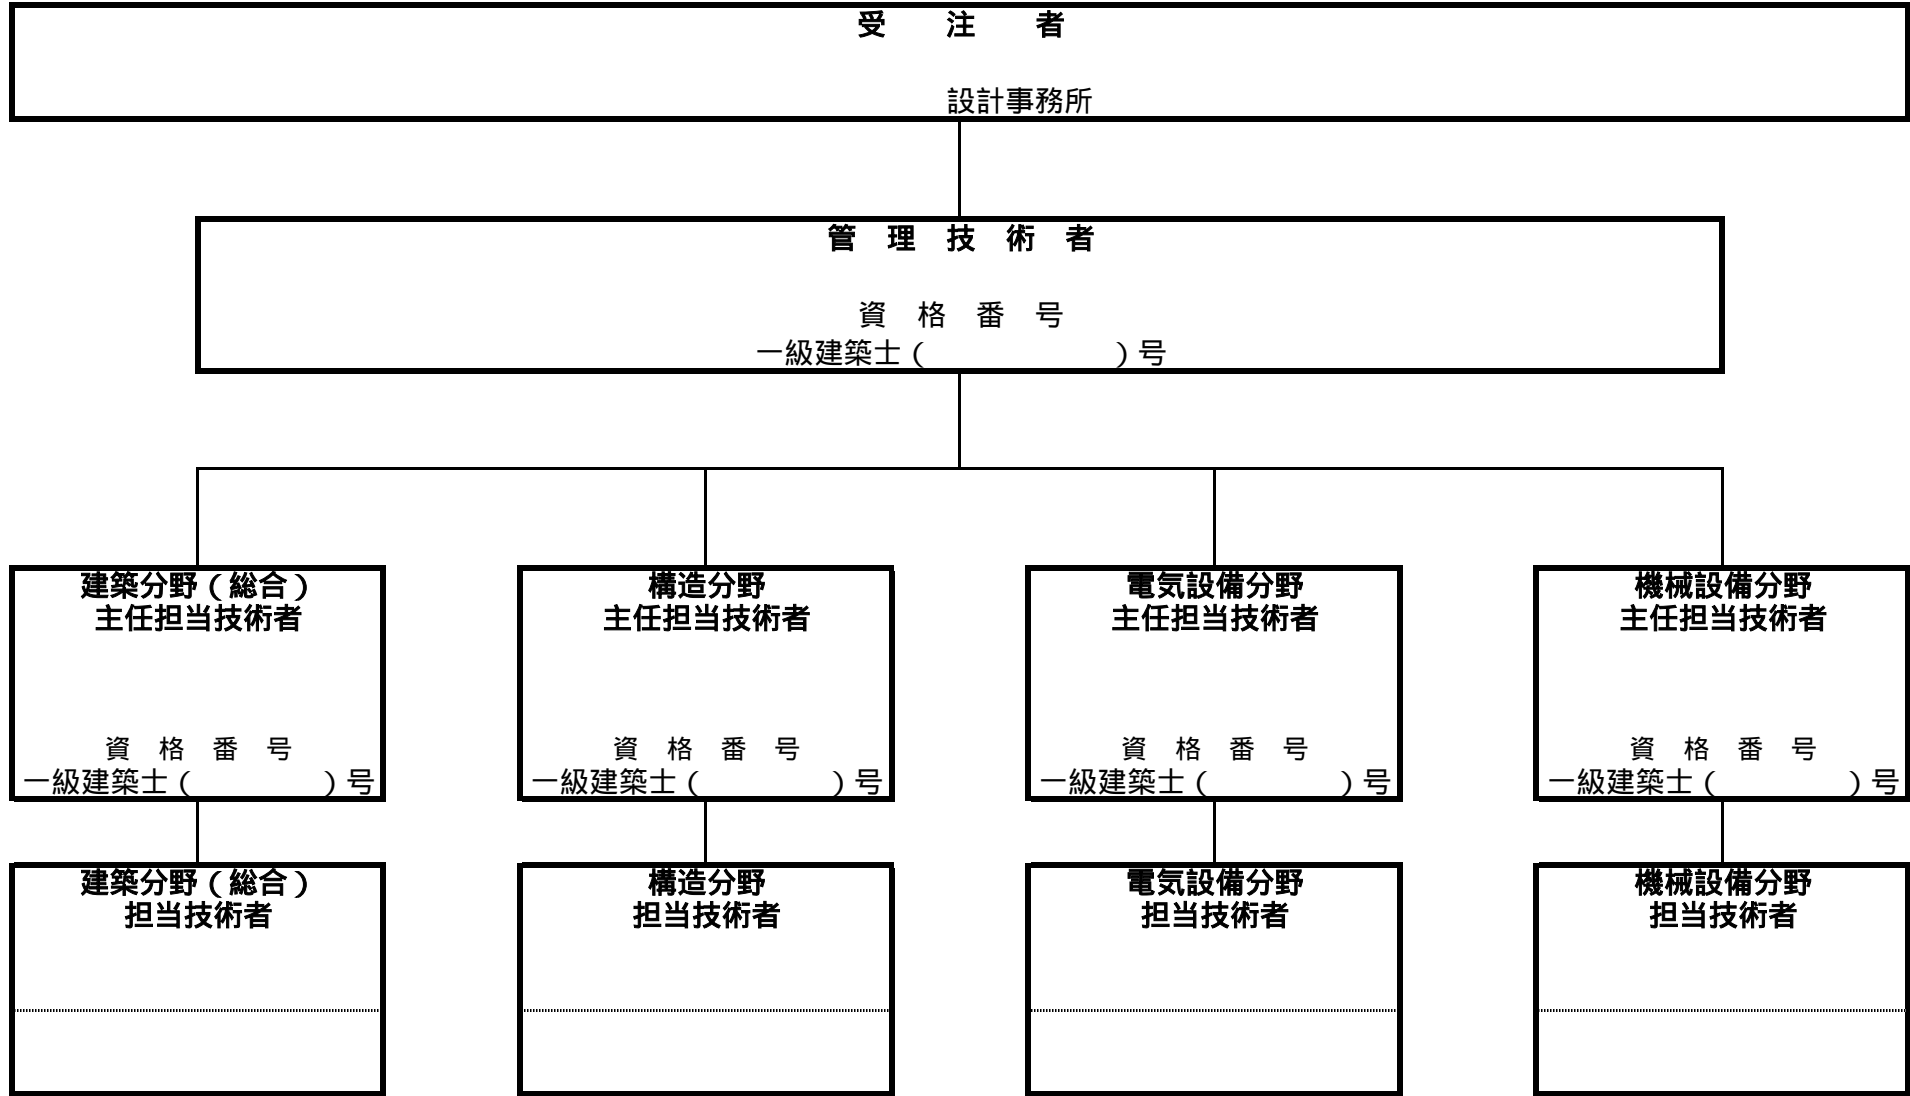 受　注　者
設計事務所
管　理　技　術　者
資　格　番　号
一級建築士（　　　　　　）号
建築分野（総合）
主任担当技術者
資　格　番　号
一級建築士（　　　　）号
構造分野
主任担当技術者
資　格　番　号
一級建築士（　　　　）号
電気設備分野
主任担当技術者
資　格　番　号
一級建築士（　　　　）号
機械設備分野
主任担当技術者
資　格　番　号
一級建築士（　　　　）号
建築分野（総合）
担当技術者
構造分野
担当技術者
電気設備分野
担当技術者
機械設備分野
担当技術者